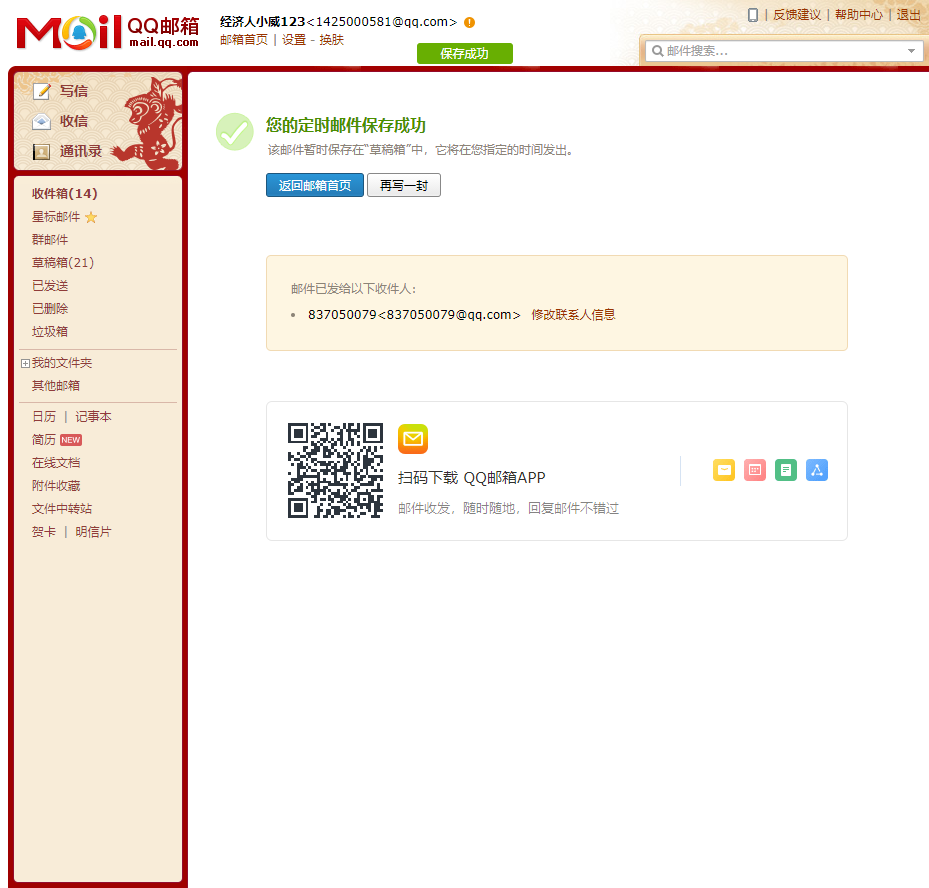 Mail QQ邮箱
mail.qq.com
经济人小威123<1425000581@qq.com>
邮箱首页 | 设置 - 换肤
保存成功
| 反馈建议 | 帮助中心 | 退出
邮件搜索...
写信
收信
通讯录
收件箱(14)
星标邮件
群邮件
草稿箱(21)
已发送
已删除
垃圾箱
我的文件夹
其他邮箱
日历 | 记事本
简历 NEW
在线文档
附件收藏
文件中转站
贺卡 | 明信片
您的定时邮件保存成功
该邮件暂时保存在“草稿箱”中，它将在您指定的时间发出。
返回邮箱首页 再写一封
邮件已发给以下收件人：
• 837050079<837050079@qq.com> 修改联系人信息
扫码下载 QQ邮箱APP
邮件收发，随时随地，回复邮件不错过